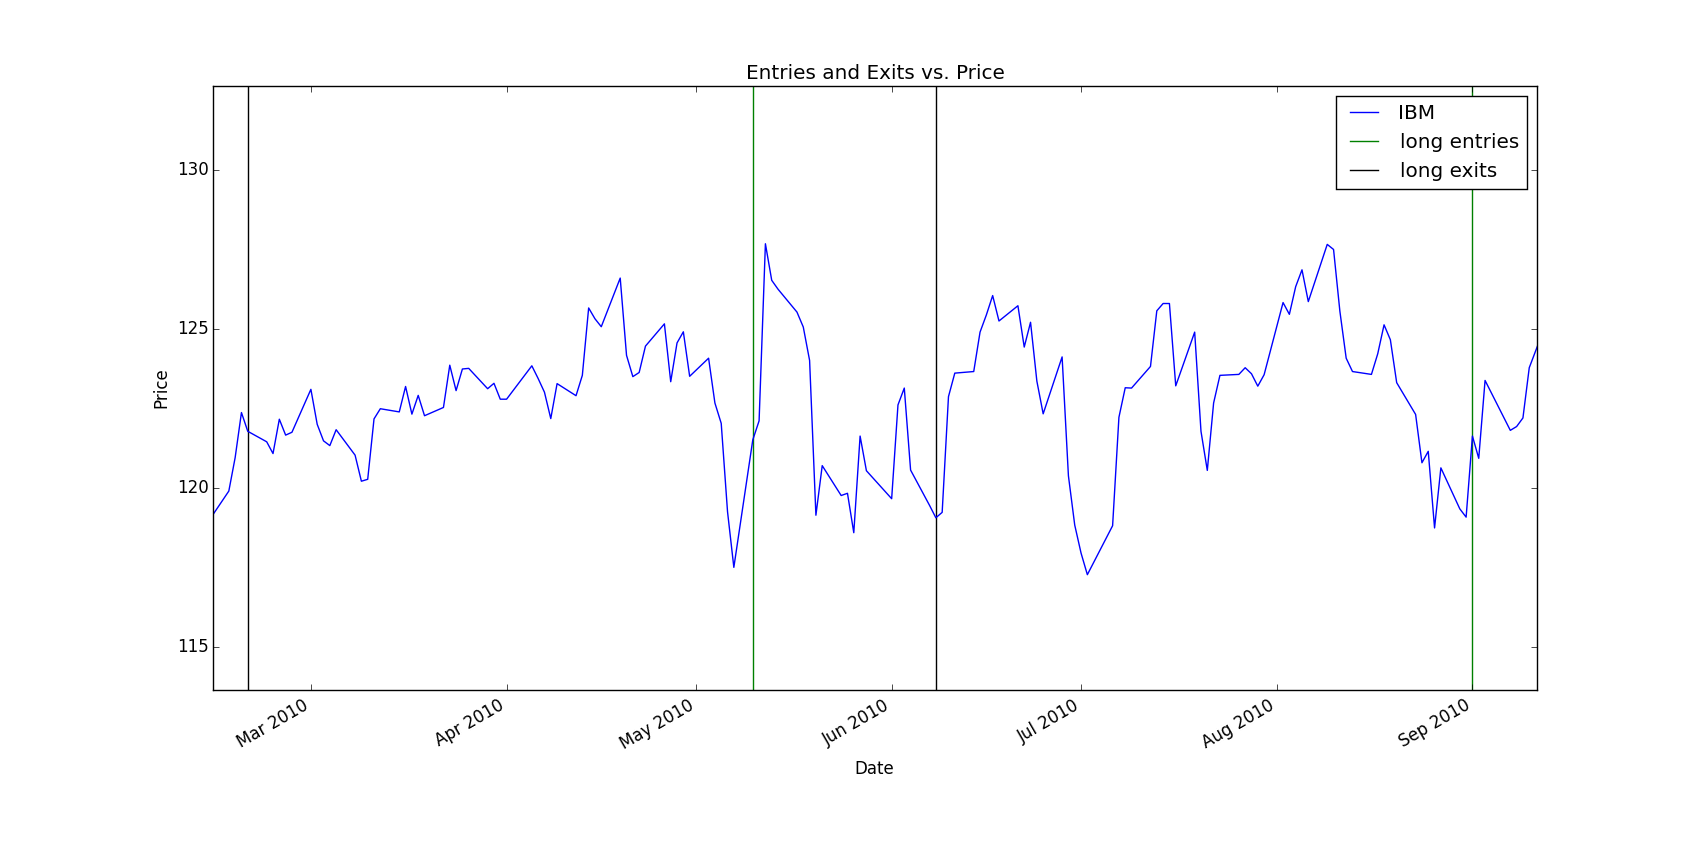 Entries and Exits vs. Price
IBM
long entries
long exits
130
125
120
115
Price
Mar 2010
Apr 2010
May 2010
Jun 2010
Jul 2010
Aug 2010
Sep 2010
Date